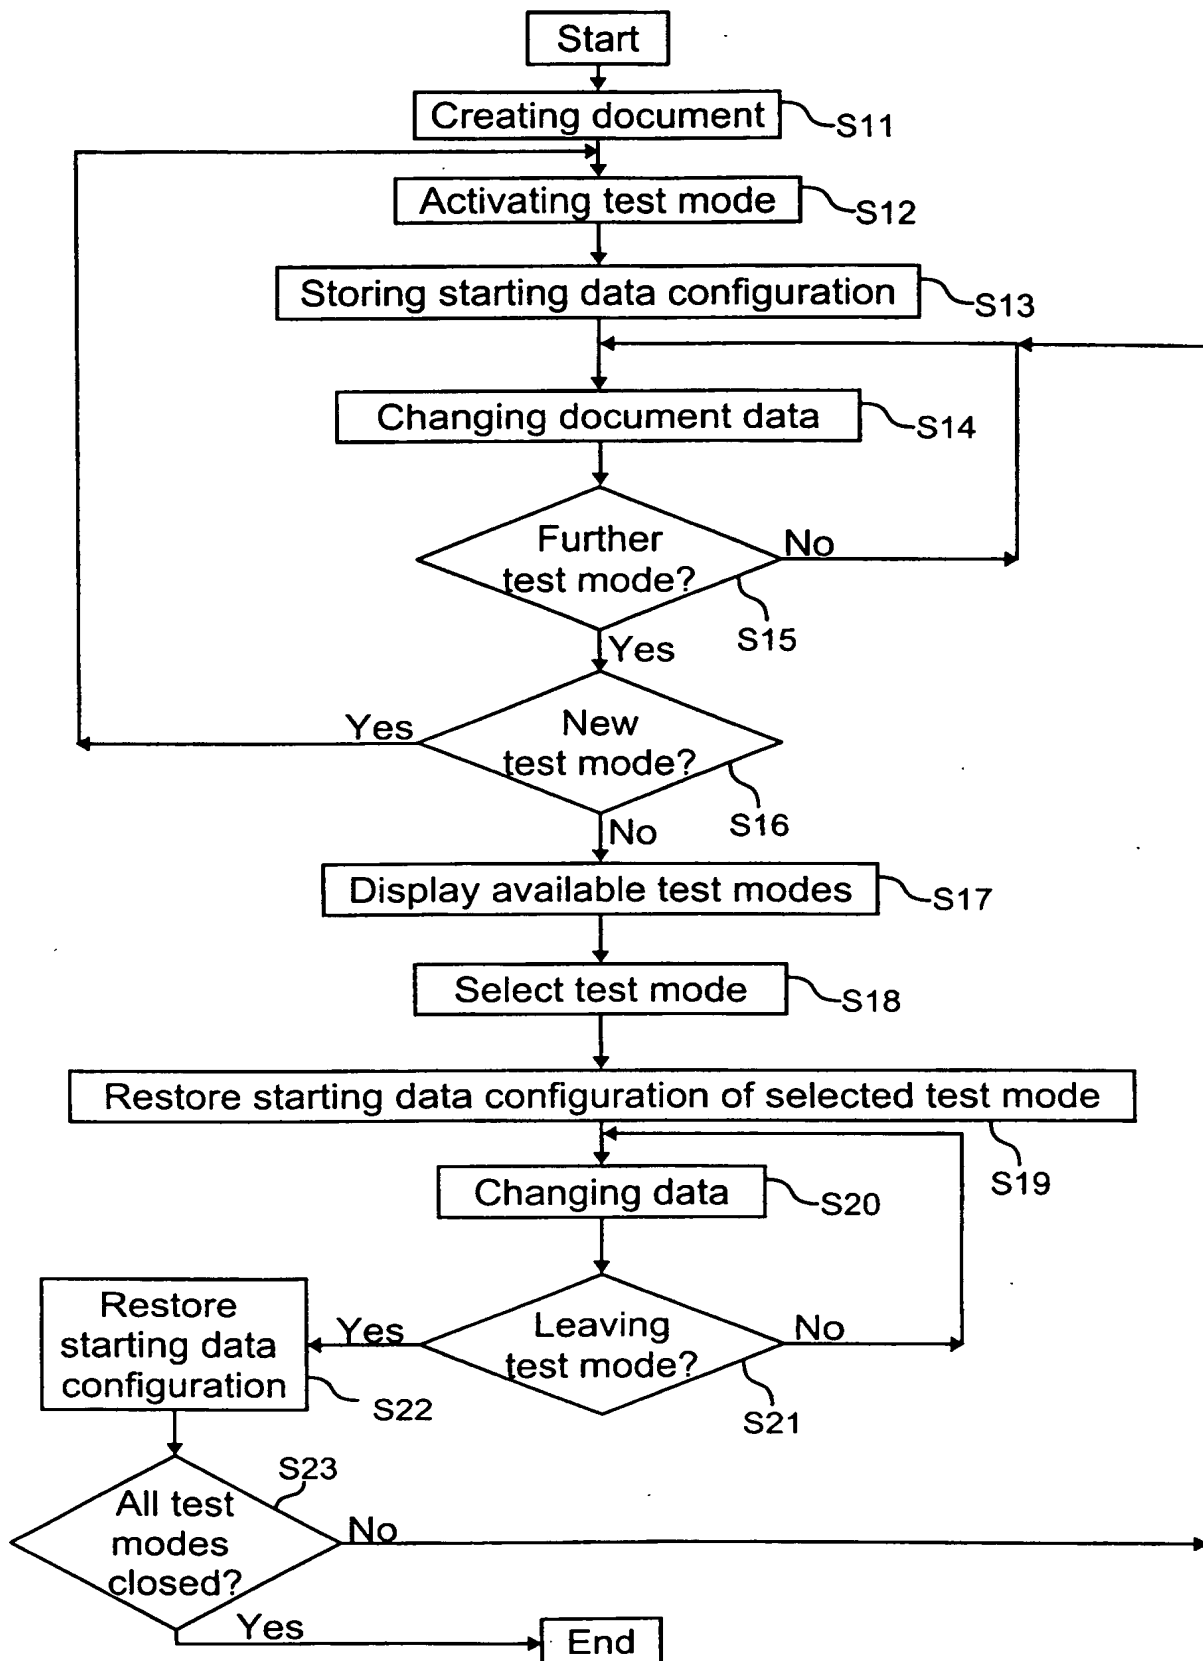 Start
Creating document
S11
Activating test mode
S12
Storing starting data configuration
S13
Changing document data
S14
Further
test mode?
No
S15
Yes
New
test mode?
Yes
S16
No
Display available test modes
S17
Select test mode
S18
Restore starting data configuration of selected test mode
S19
Changing data
S20
Leaving
test mode?
No
Yes
S21
Restore
starting data
configuration
S22
S23
All test
modes
closed?
No
Yes
End